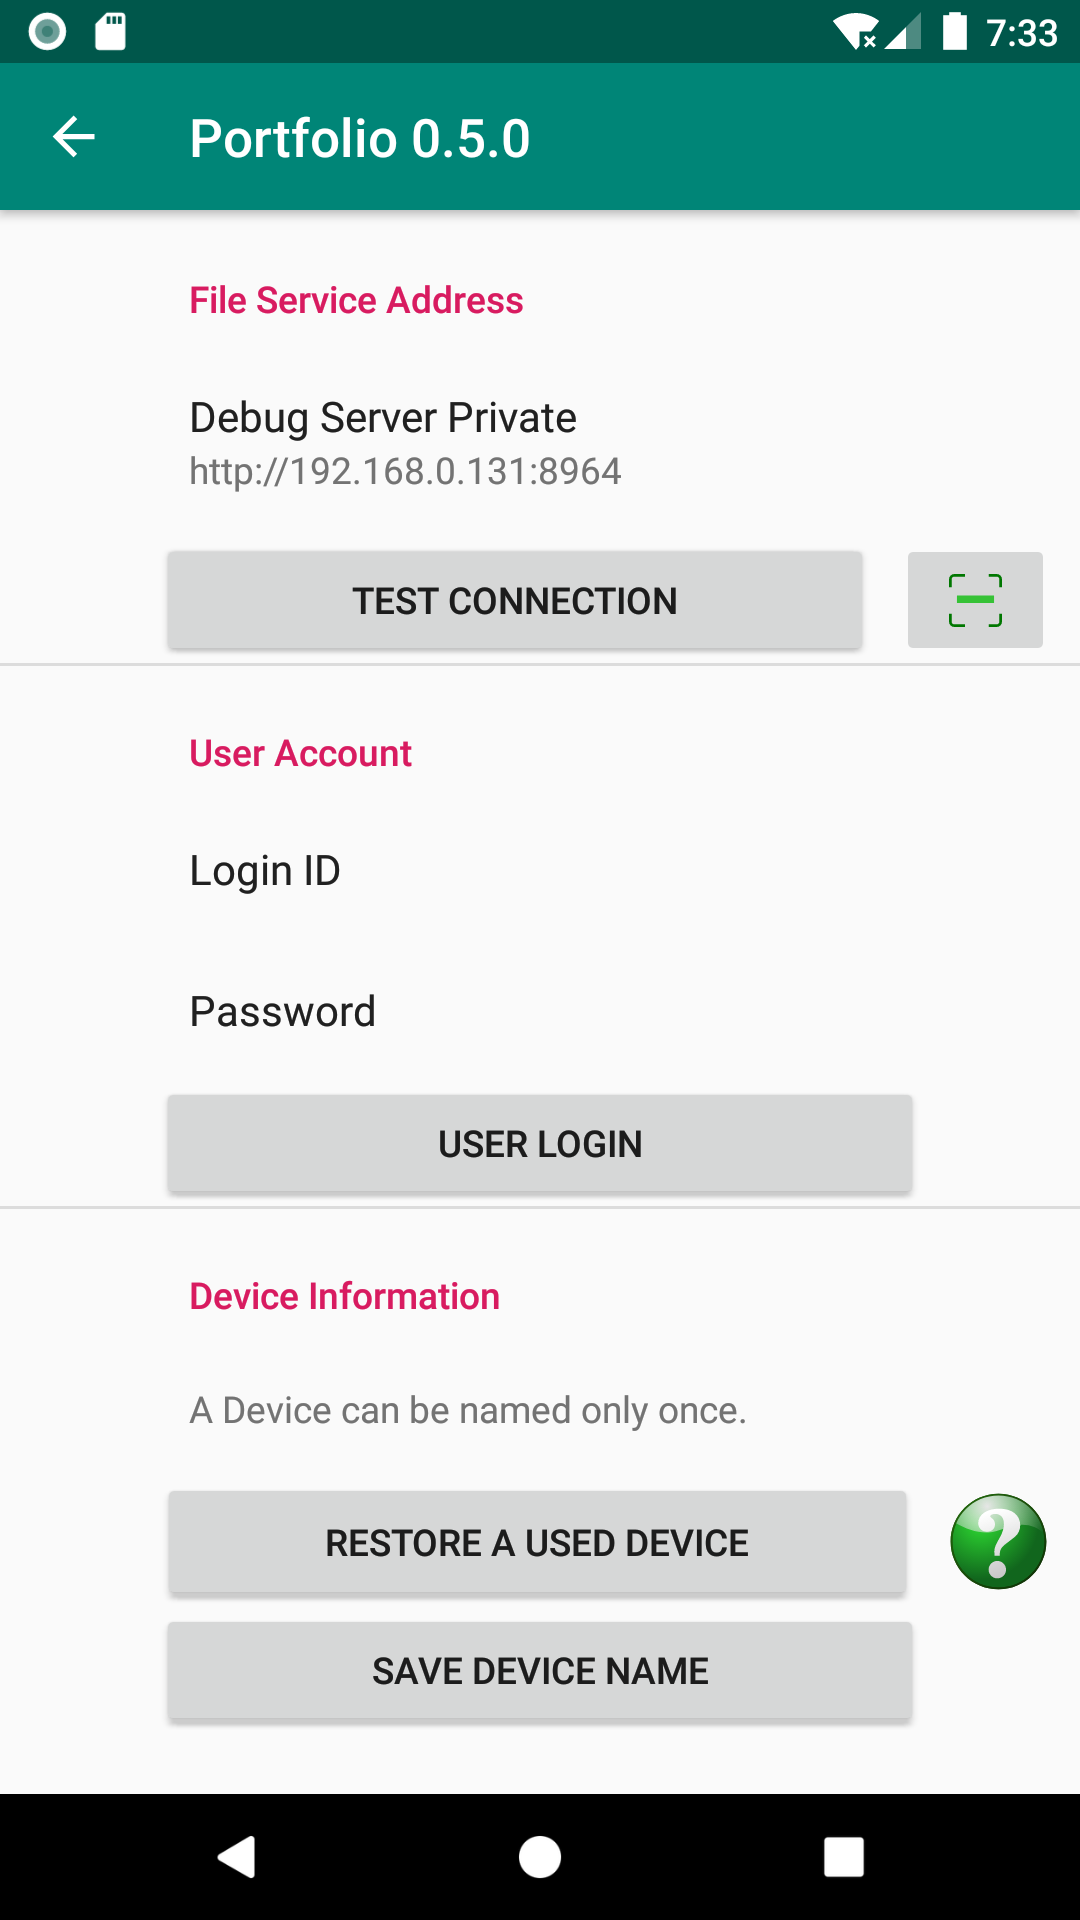 7:33
Portfolio 0.5.0
File Service Address
Debug Server Private
http://192.168.0.131:8964
TEST CONNECTION
User Account
Login ID
Password
USER LOGIN
Device Information
A Device can be named only once.
RESTORE A USED DEVICE
?
SAVE DEVICE NAME